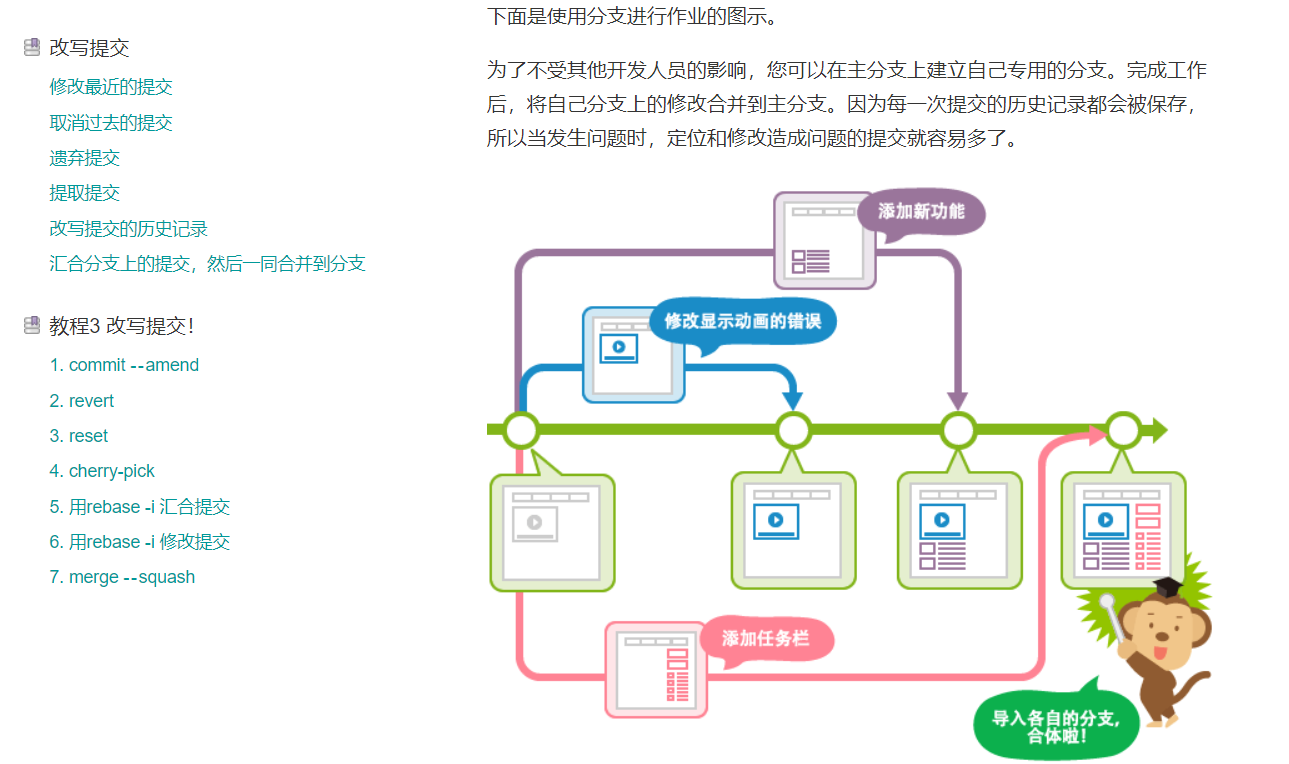 改写提交
修改最近的提交
取消过去的提交
遗弃提交
提取提交
改写提交的历史记录
汇合分支上的提交，然后一同合并到分支
教程3 改写提交！
1. commit --amend
2. revert
3. reset
4. cherry-pick
5. 用rebase -i 汇合提交
6. 用rebase -i 修改提交
7. merge --squash
下面是使用分支进行作业的图示。
为了不受其他开发人员的影响，您可以在主分支上建立自己专用的分支。完成工作
后，将自己分支上的修改合并到主分支。因为每一次提交的历史记录都会被保存，
所以当发生问题时，定位和修改造成问题的提交就容易多了。
添加新功能
修改显示动画的错误
添加任务栏
导入各自的分支，
合体啦！